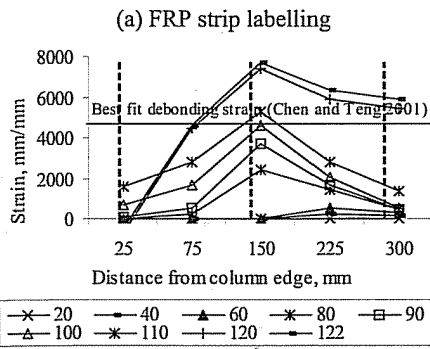 (a) FRP strip labelling
8000
6000
Best fit debonding strain (Chen and Teng 2001)
4000
2000
0
Strain, mm/mm
25 75 150 225 300
Distance from column edge, mm
20 40 60 80 90
100 110 120 122